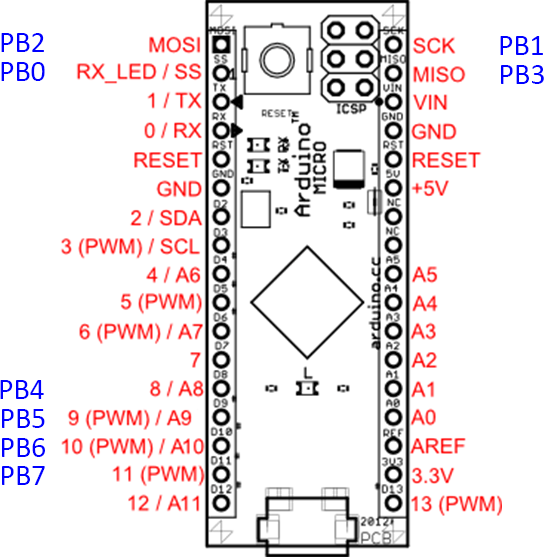 PB2 MOSI MOSI SCK SCK PB1
PB0 RX_LED / SS SS 1 MISO MISO PB3
1 / TX TX VIN VIN
ICSP
0 / RX RX RESET GND GND
RESET RST RST RESET
GND GND 5V +5V
TX RX
Arduino™
MICRO
2 / SDA D2 NC
3 (PWM) / SCL D3 NC
4 / A6 D4 A5 A5
5 (PWM) D5 A4 A4
6 (PWM) / A7 D6 A3 A3
arduino.cc
7 D7 A2 A2
PB4 8 / A8 D8 L A1 A1
PB5 9 (PWM) / A9 D9 A0 A0
PB6 10 (PWM) / A10 D10 REF AREF
PB7 11 (PWM) D11 3V3 3.3V
12 / A11 D12 D13 13 (PWM)
2012
PCB